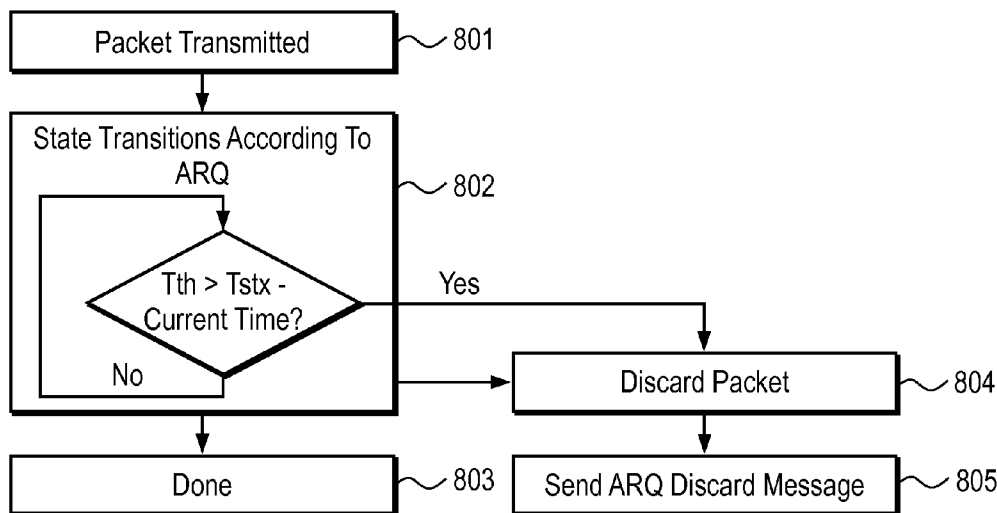 Packet Transmitted
801
State Transitions According To
ARQ
802
Tth > Tstx -
Current Time?
Yes
No
Discard Packet
804
Done
803
Send ARQ Discard Message
805